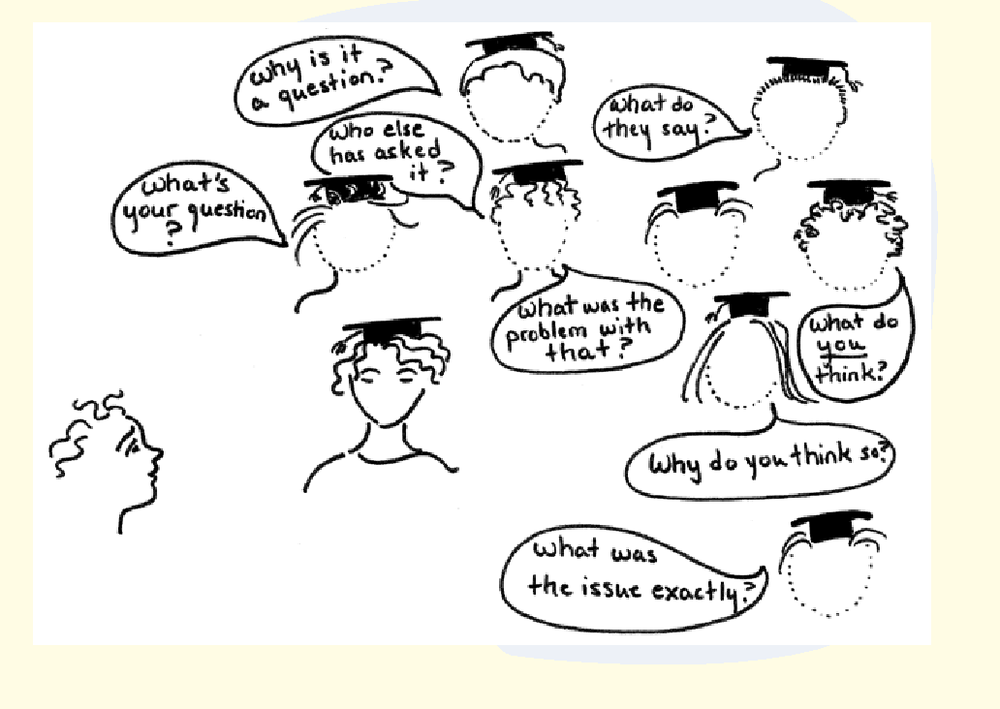 why is it
a question?
what do
they say?
who else
has asked
it?
what's
your question
?
what was the
problem with
that?
what do
you
think?
Why do you think so?
what was
the issue exactly?